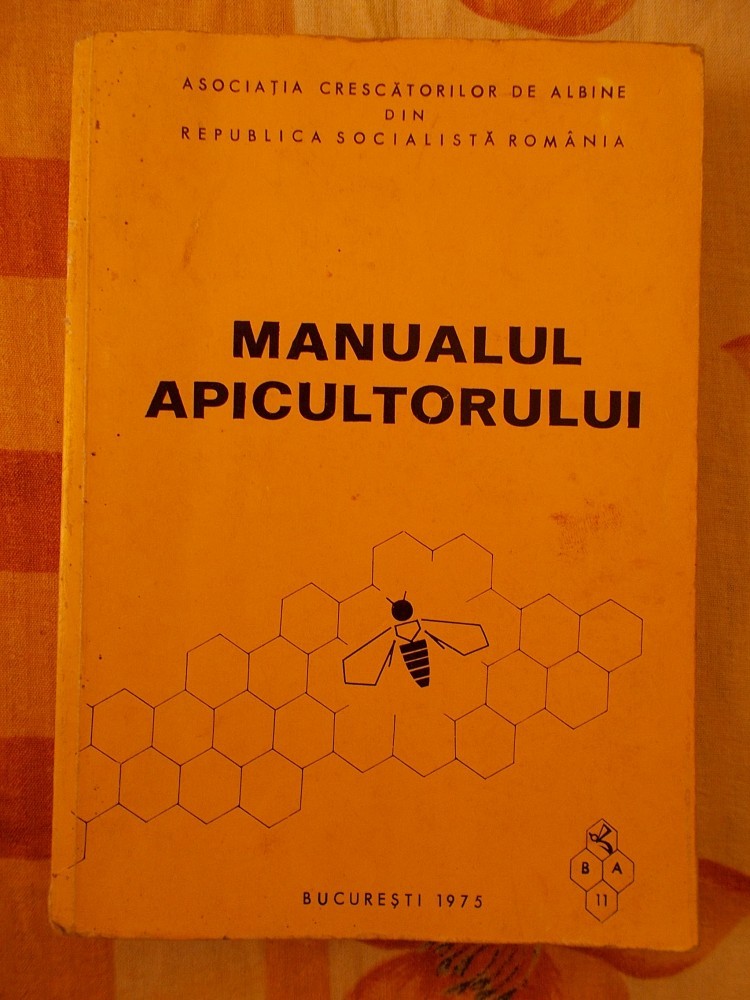 ASOCIAȚIA CRESCĂTORILOR DE ALBINE
DIN
REPUBLICA SOCIALISTĂ ROMÂNIA
MANUALUL
APICULTORULUI
B A
11
BUCUREȘTI 1975